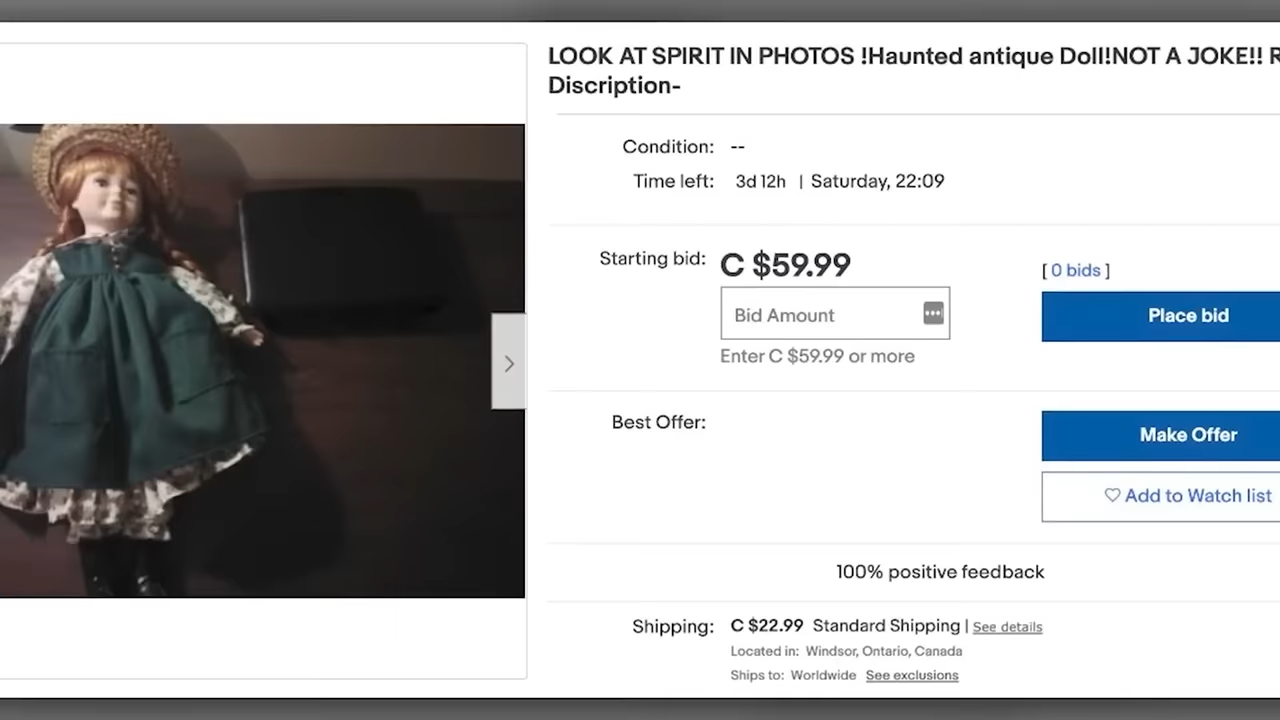 LOOK AT SPIRIT IN PHOTOS !Haunted antique Doll!NOT A JOKE!!
Discription-
Condition: --
Time left: 3d 12h | Saturday, 22:09
Starting bid: C $59.99
[ 0 bids ]
Bid Amount
Place bid
Enter C $59.99 or more
Best Offer:
Make Offer
Add to Watch list
100% positive feedback
Shipping: C $22.99 Standard Shipping | See details
Located in: Windsor, Ontario, Canada
Ships to: Worldwide See exclusions